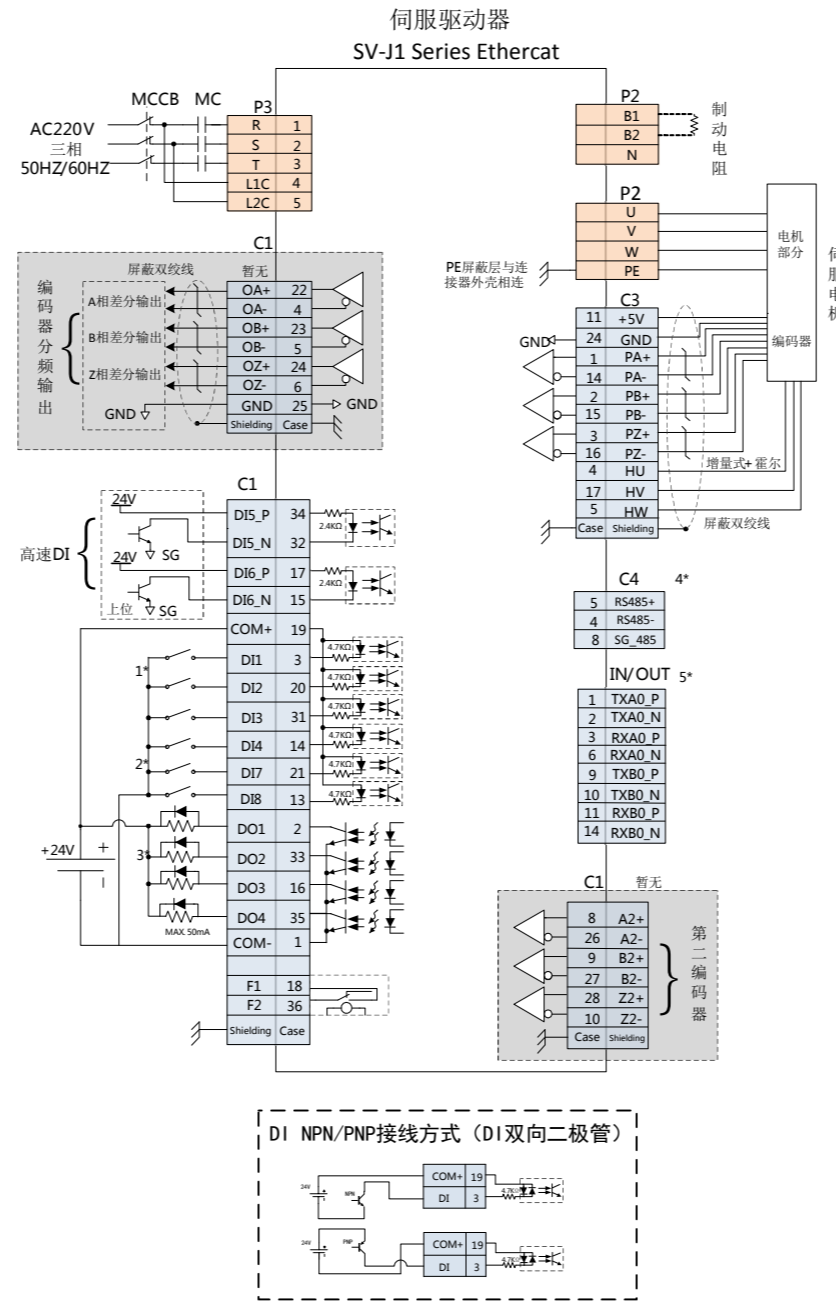 伺服驱动器
SV-J1 Series Ethercat
MCCB MC
AC220V
三相
50HZ/60HZ
P3
R 1
S 2
T 3
L1C 4
L2C 5
P2
B1
B2
N
制动电阻
P2
U
V
W
PE
PE屏蔽层与连
接器外壳相连
电机
部分
编码器
C1
屏蔽双绞线 暂无
编码器分频输出
A相差分输出
B相差分输出
Z相差分输出
GND
OA+ 22
OA- 4
OB+ 23
OB- 5
OZ+ 24
OZ- 6
GND 25 GND
Shielding Case
C3
11 +5V
GND 24 GND
1 PA+
14 PA-
2 PB+
15 PB-
3 PZ+
16 PZ-
4 HU
17 HV
5 HW
Case Shielding
增量式+霍尔
屏蔽双绞线
C1
高速DI
24V
SG
24V
SG
上位
DI5_P 34 2.4KΩ
DI5_N 32
DI6_P 17 2.4KΩ
DI6_N 15
COM+ 19
1*
2*
DI1 3 4.7KΩ
DI2 20 4.7KΩ
DI3 31 4.7KΩ
DI4 14 4.7KΩ
DI7 21 4.7KΩ
DI8 13 4.7KΩ
+24V + −
3*
DO1 2
DO2 33
DO3 16
DO4 35
MAX. 50mA
COM- 1
F1 18
F2 36
Shielding Case
C4 4*
5 RS485+
4 RS485-
8 SG_485
IN/OUT 5*
1 TXA0_P
2 TXA0_N
3 RXA0_P
6 RXA0_N
9 TXB0_P
10 TXB0_N
11 RXB0_P
14 RXB0_N
C1 暂无
8 A2+
26 A2-
9 B2+
27 B2-
28 Z2+
10 Z2-
Case Shielding
第二编码器
DI NPN/PNP接线方式（DI双向二极管）
24V NPN
COM+ 19
DI 3 4.7KΩ
24V PNP
COM+ 19
DI 3 4.7KΩ